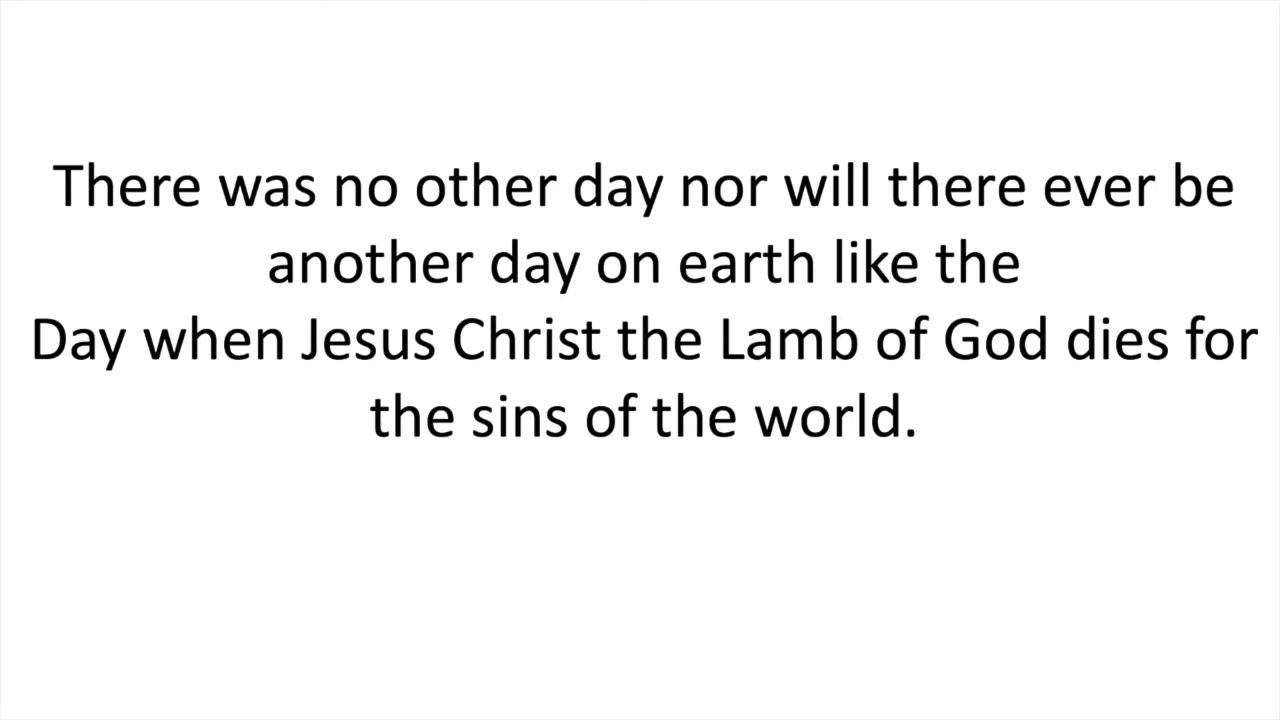 There was no other day nor will there ever be
another day on earth like the
Day when Jesus Christ the Lamb of God dies for
the sins of the world.